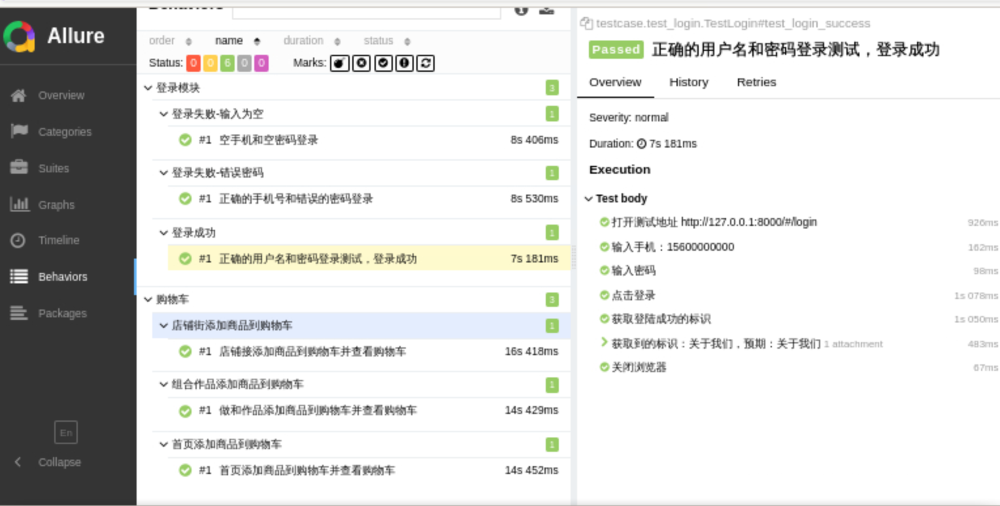 Allure
Overview
Categories
Suites
Graphs
Timeline
Behaviors
Packages
En
Collapse
Behaviors
order name duration status
Status: 0 0 6 0 0 Marks:
登录模块 3
登录失败-输入为空 1
#1 空手机和空密码登录 8s 406ms
登录失败-错误密码 1
#1 正确的手机号和错误的密码登录 8s 530ms
登录成功 1
#1 正确的用户名和密码登录测试，登录成功 7s 181ms
购物车 3
店铺街添加商品到购物车 1
#1 店铺接添加商品到购物车并查看购物车 16s 418ms
组合作品添加商品到购物车 1
#1 做和作品添加商品到购物车并查看购物车 14s 429ms
首页添加商品到购物车 1
#1 首页添加商品到购物车并查看购物车 14s 452ms
testcase.test_login.TestLogin#test_login_success
Passed 正确的用户名和密码登录测试，登录成功
Overview History Retries
Severity: normal
Duration: 7s 181ms
Execution
Test body
打开测试地址 http://127.0.0.1:8000/#/login 926ms
输入手机：15600000000 162ms
输入密码 98ms
点击登录 1s 078ms
获取登陆成功的标识 1s 050ms
获取到的标识：关于我们，预期：关于我们 1 attachment 483ms
关闭浏览器 67ms